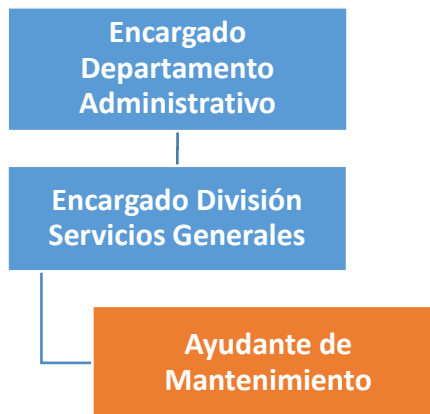 Encargado
Departamento
Administrativo
Encargado División
Servicios Generales
Ayudante de
Mantenimiento